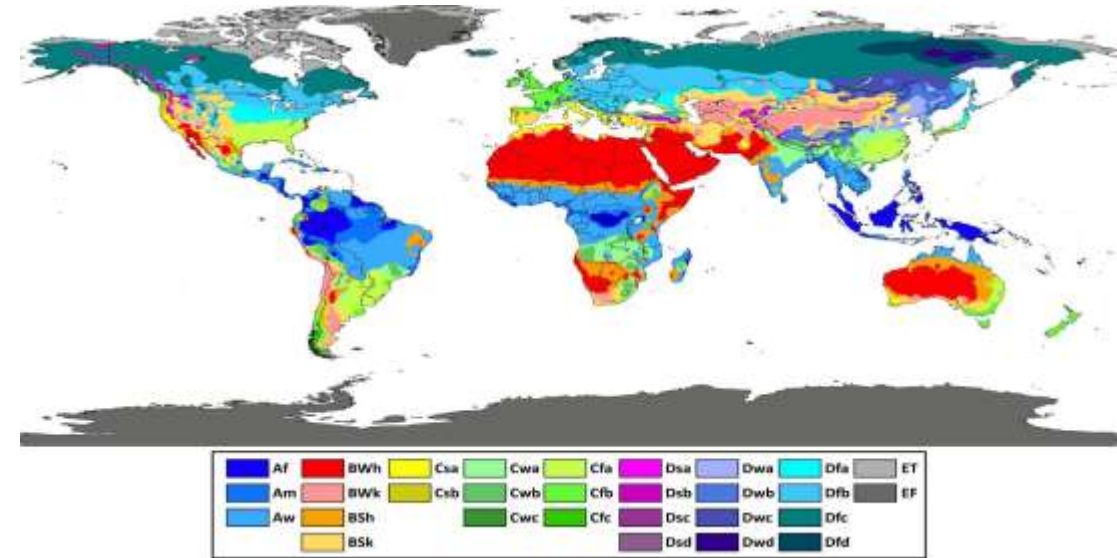 Af BWh Csa Cwa Cfa Dsa Dwa Dfa ET
Am BWk Csb Cwb Cfb Dsb Dwb Dfb EF
Aw BSh Cwc Cfc Dsc Dwc Dfc
BSk Dsd Dwd Dfd